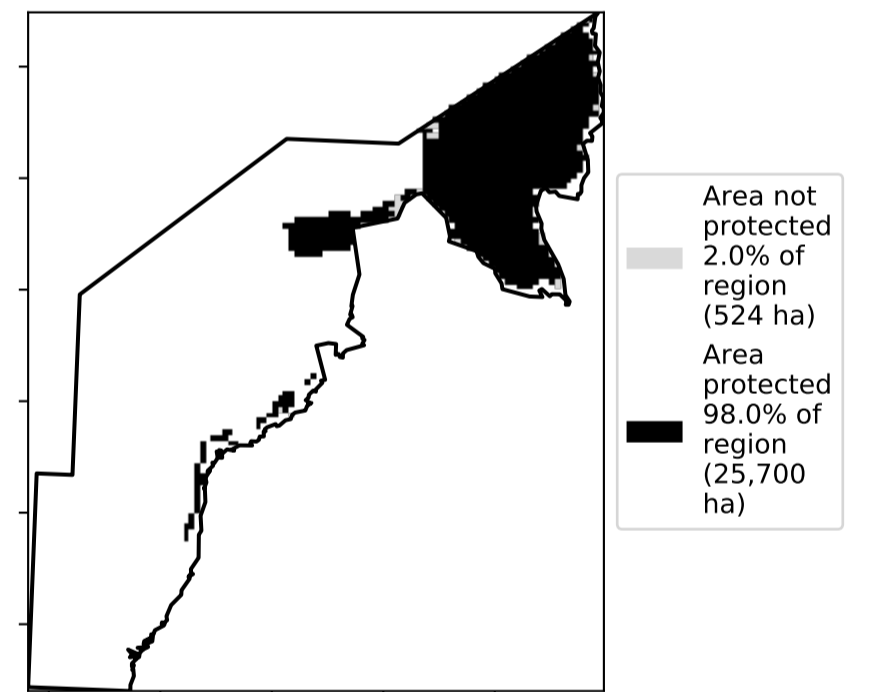 Area not
protected
2.0% of
region
(524 ha)
Area
protected
98.0% of
region
(25,700
ha)